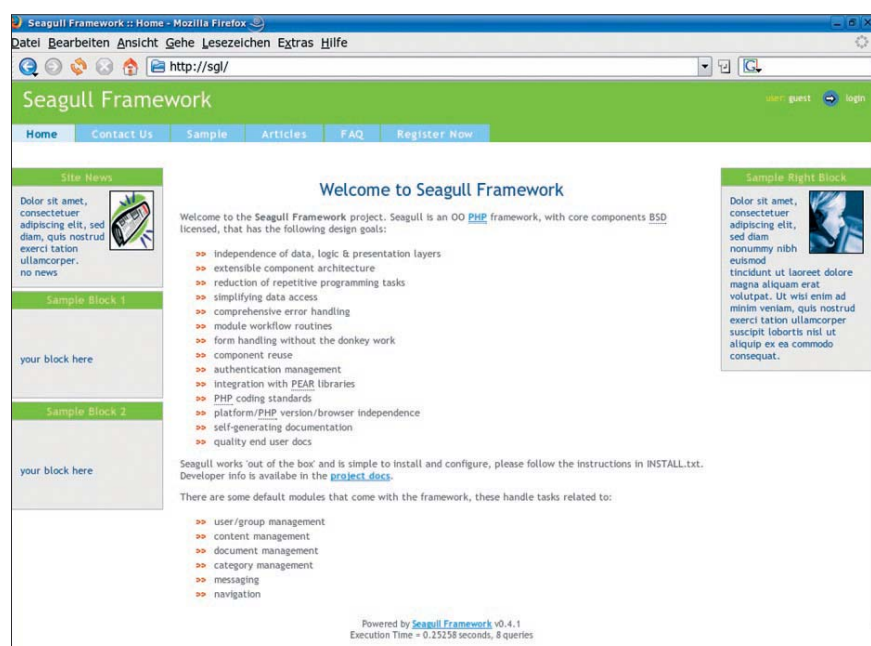 Seagull Framework :: Home - Mozilla Firefox
Datei Bearbeiten Ansicht Gehe Lesezeichen Extras Hilfe
http://sgl/
G
Seagull Framework
user: guest login
Home Contact Us Sample Articles FAQ Register Now
Site News
Dolor sit amet,
consectetuer
adipiscing elit, sed
diam, quis nostrud
exerci tation
ullamcorper.
no news
Sample Block 1
your block here
Sample Block 2
your block here
Welcome to Seagull Framework
Welcome to the Seagull Framework project. Seagull is an OO PHP framework, with core components BSD
licensed, that has the following design goals:
>> independence of data, logic & presentation layers
>> extensible component architecture
>> reduction of repetitive programming tasks
>> simplifying data access
>> comprehensive error handling
>> module workflow routines
>> form handling without the donkey work
>> component reuse
>> authentication management
>> integration with PEAR libraries
>> PHP coding standards
>> platform/PHP version/browser independence
>> self-generating documentation
>> quality end user docs
Seagull works 'out of the box' and is simple to install and configure, please follow the instructions in INSTALL.txt.
Developer info is availabe in the project docs.
There are some default modules that come with the framework, these handle tasks related to:
>> user/group management
>> content management
>> document management
>> category management
>> messaging
>> navigation
Sample Right Block
Dolor sit amet,
consectetuer
adipiscing elit,
sed diam
nonummy nibh
euismod
tincidunt ut laoreet dolore
magna aliquam erat
volutpat. Ut wisi enim ad
minim veniam, quis nostrud
exerci tation ullamcorper
suscipit lobortis nisl ut
aliquip ex ea commodo
consequat.
Powered by Seagull Framework v0.4.1
Execution Time = 0.25258 seconds, 8 queries